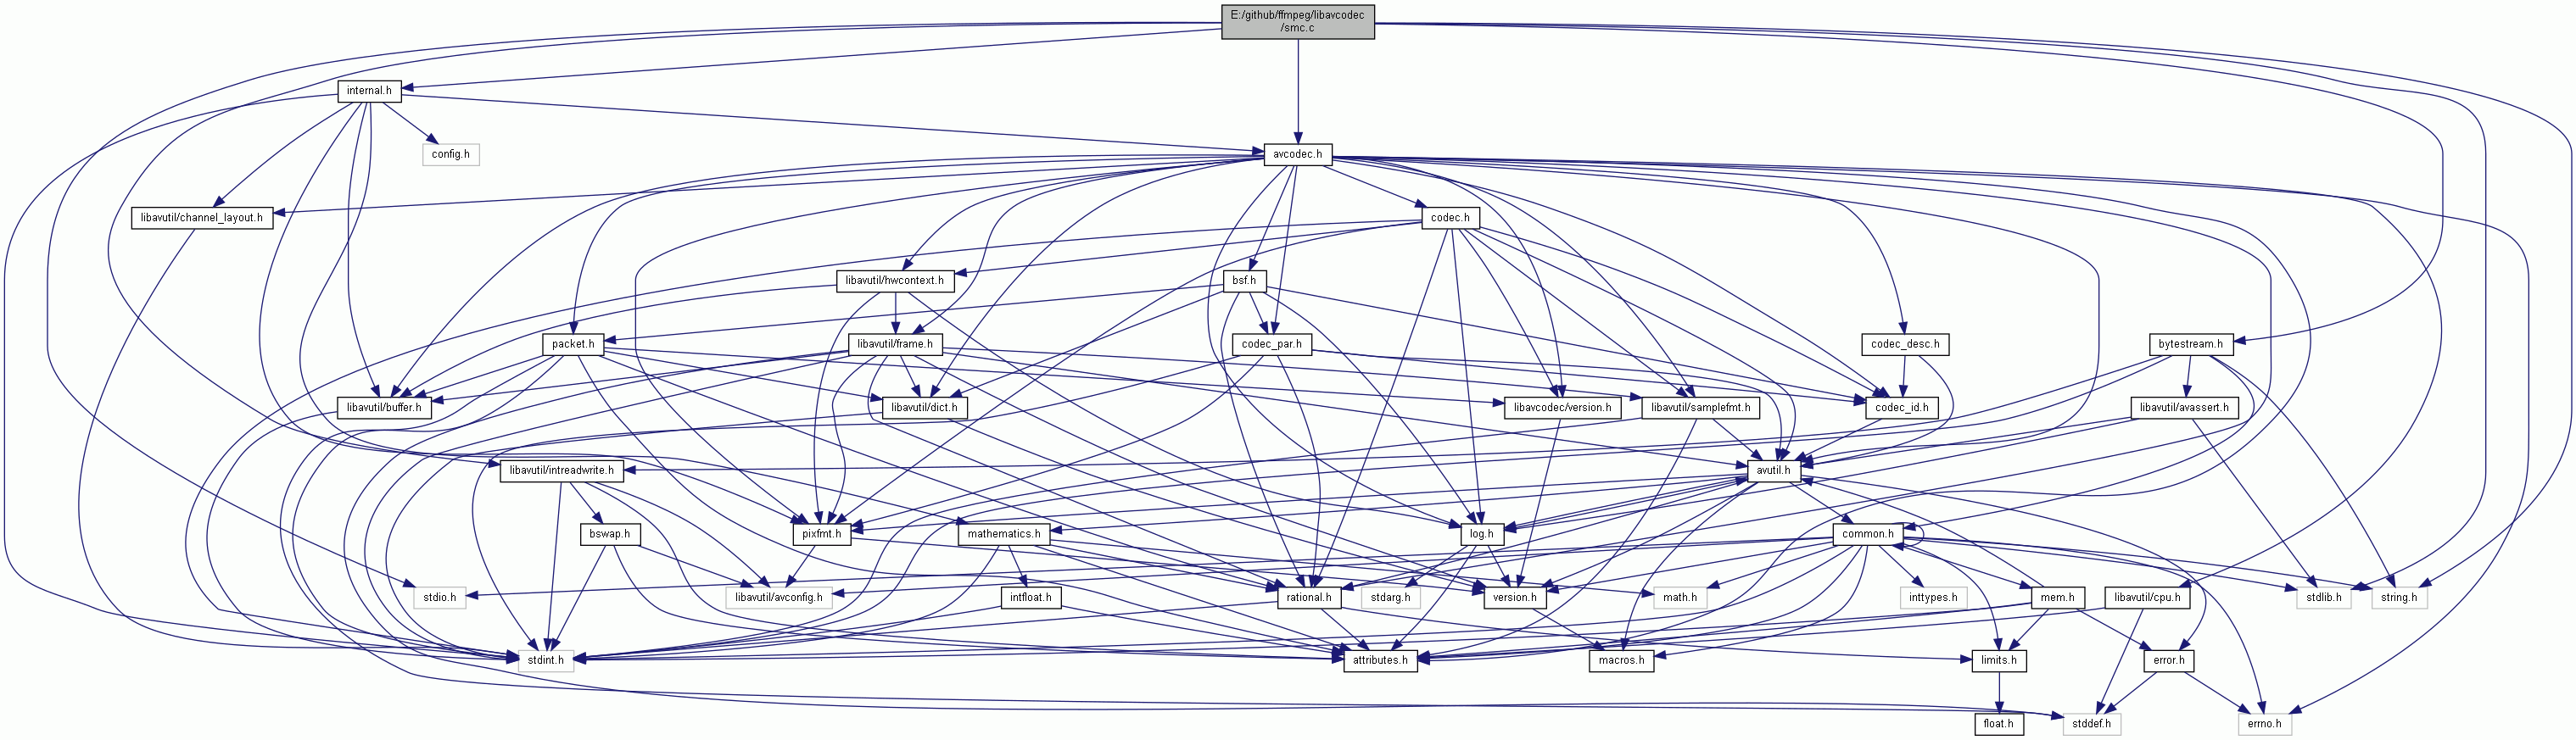 E:/github/ffmpeg/libavcodec
/smc.c
internal.h
config.h
avcodec.h
libavutil/channel_layout.h
codec.h
libavutil/hwcontext.h
bsf.h
packet.h
libavutil/frame.h
codec_par.h
codec_desc.h
bytestream.h
libavutil/buffer.h
libavutil/dict.h
libavcodec/version.h
libavutil/samplefmt.h
codec_id.h
libavutil/avassert.h
libavutil/intreadwrite.h
avutil.h
bswap.h
pixfmt.h
mathematics.h
log.h
common.h
stdio.h
libavutil/avconfig.h
intfloat.h
rational.h
stdarg.h
version.h
math.h
inttypes.h
mem.h
libavutil/cpu.h
stdlib.h
string.h
stdint.h
attributes.h
macros.h
limits.h
error.h
float.h
stddef.h
errno.h